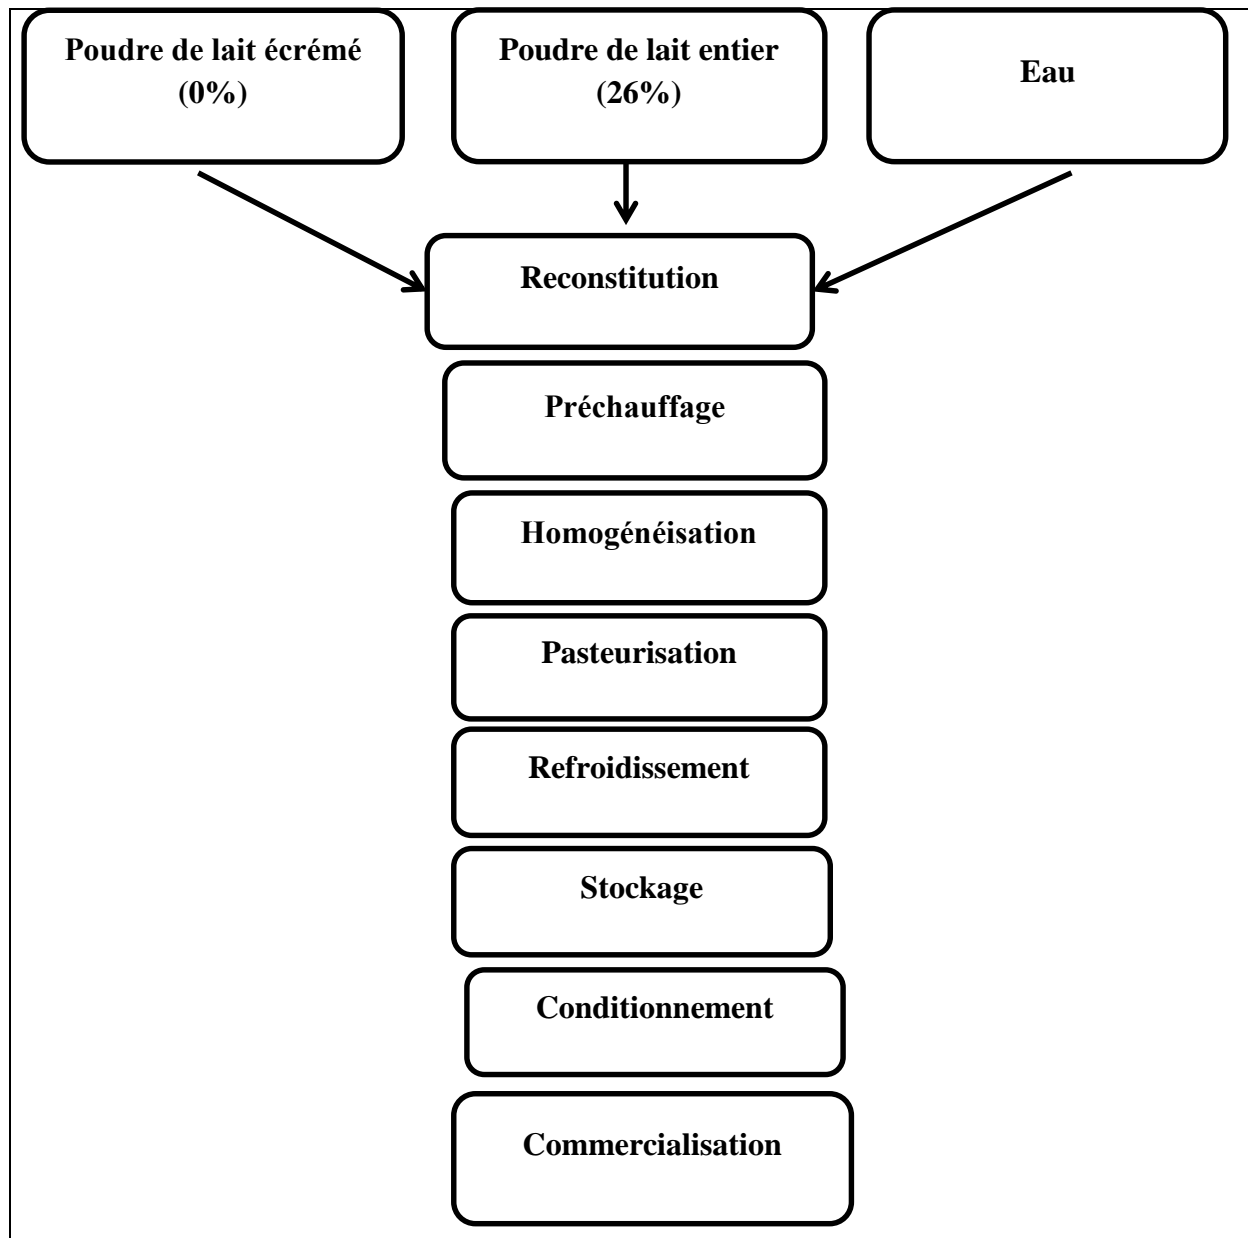 Poudre de lait écrémé
(0%)
Poudre de lait entier
(26%)
Eau
Reconstitution
Préchauffage
Homogénéisation
Pasteurisation
Refroidissement
Stockage
Conditionnement
Commercialisation